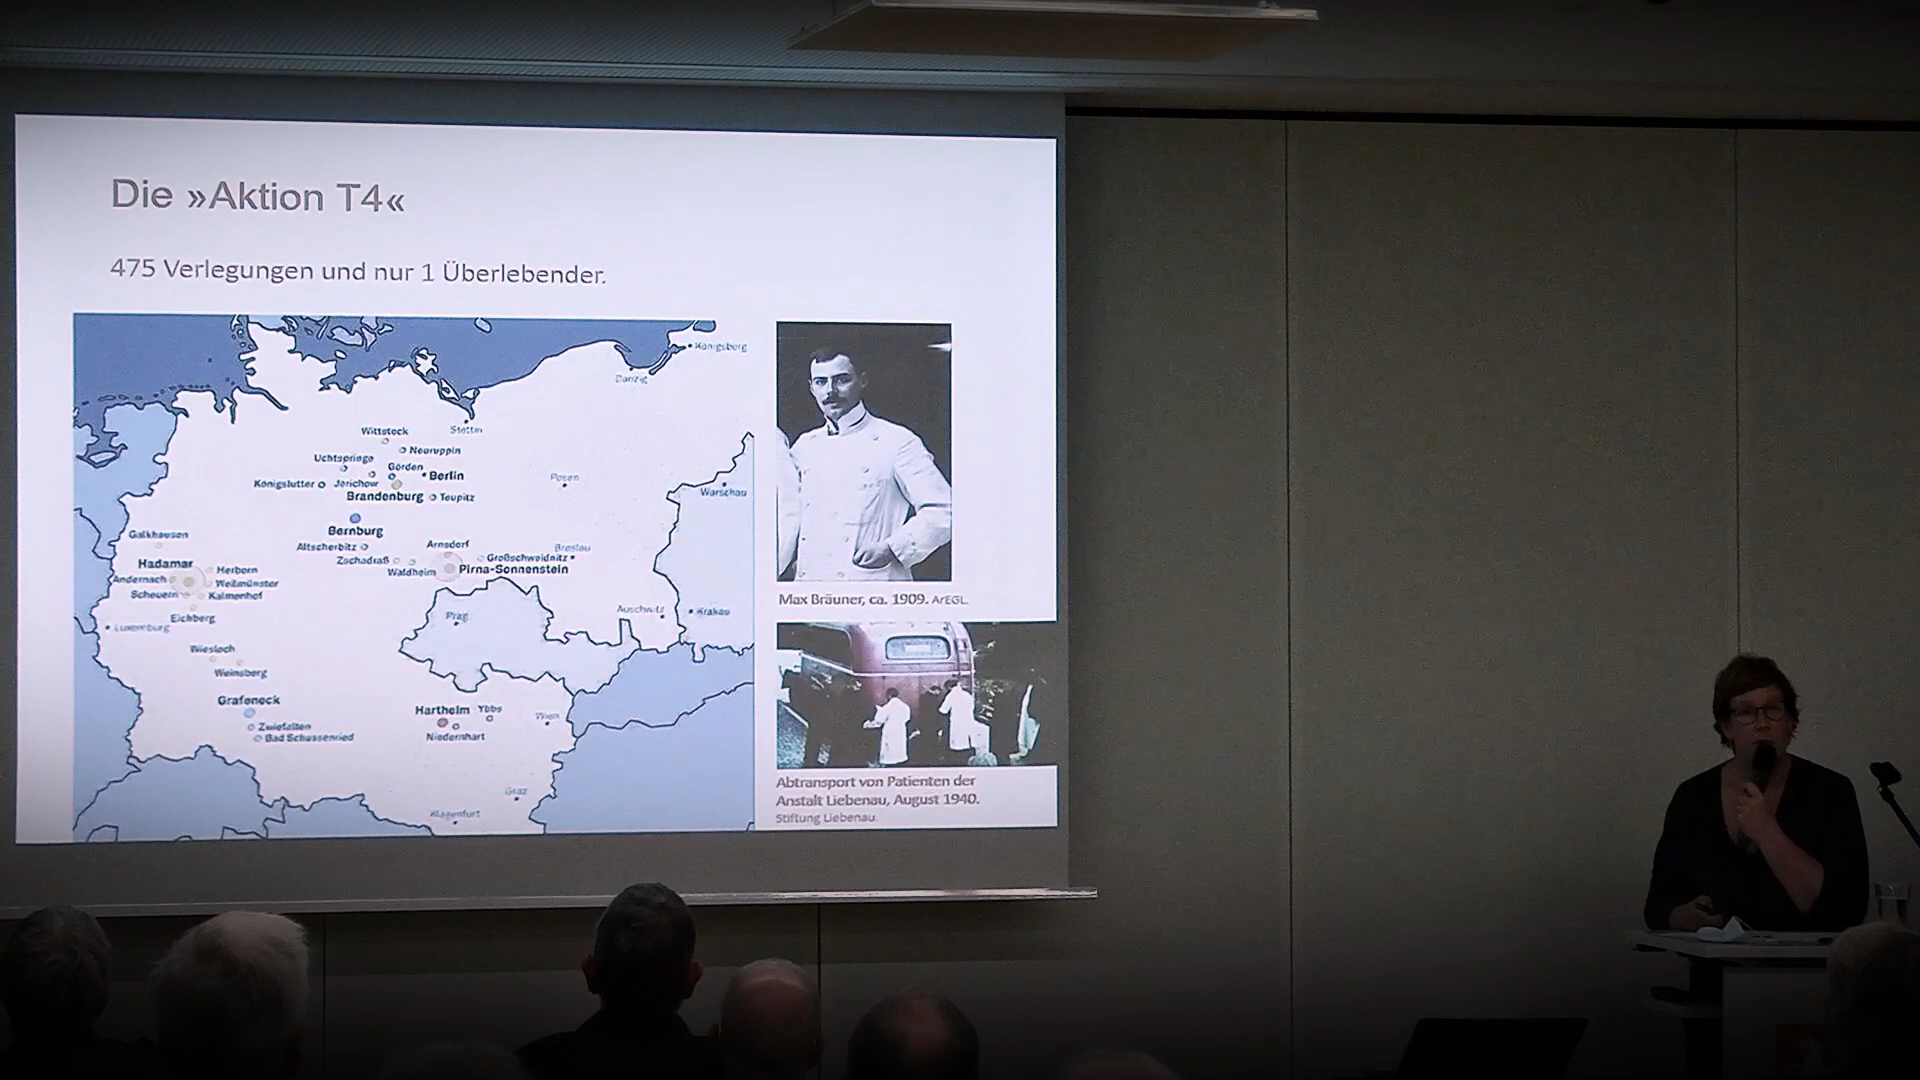 Die »Aktion T4«
475 Verlegungen und nur 1 Überlebender.
Königsberg
Danzig
Wittstock
Stettin
Neuruppin
Uchtspringe
Görden
Berlin
Posen
Königslutter
Jerichow
Brandenburg
Teupitz
Warschau
Bernburg
Galkhausen
Altscherbitz
Arnsdorf
Breslau
Zschadraß
Großschweidnitz
Hadamar
Herborn
Waldheim
Pirna-Sonnenstein
Andernach
Weilmünster
Scheuern
Kalmenhof
Eichberg
Prag
Auschwitz
Krakau
Luxemburg
Wiesloch
Weinsberg
Grafeneck
Hartheim
Ybbs
Wien
Zwiefalten
Bad Schussenried
Niedernhart
Graz
Klagenfurt
Max Bräuner, ca. 1909. ArEGL.
Abtransport von Patienten der
Anstalt Liebenau, August 1940.
Stiftung Liebenau.